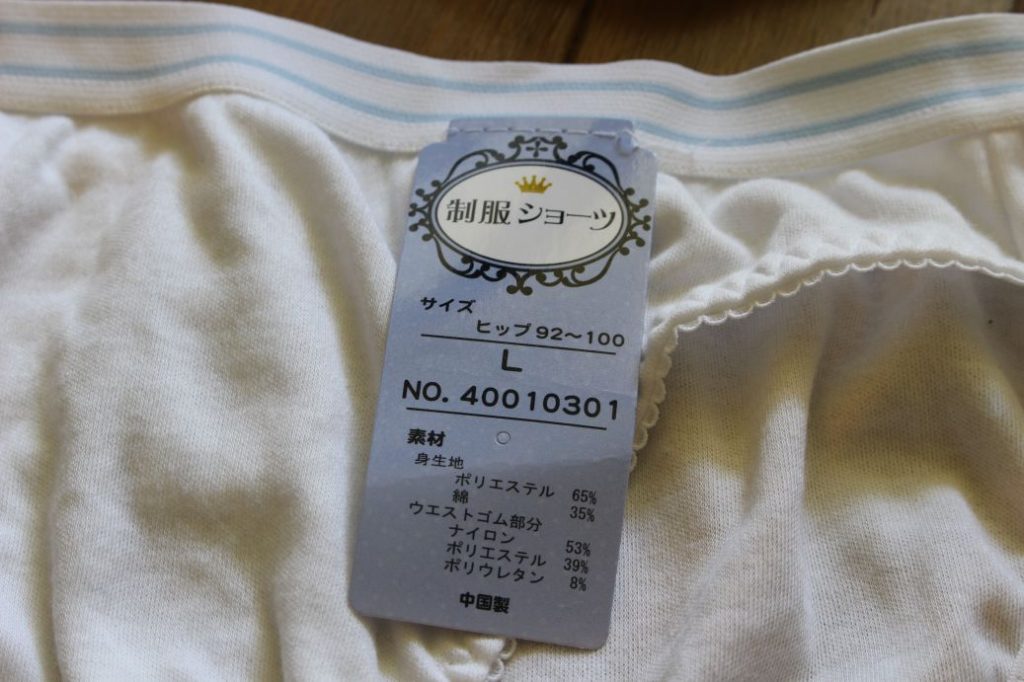 制服ショーツ
サイズ
ヒップ92～100
L
NO. 40010301
素材
身生地
ポリエステル 65%
綿 35%
ウエストゴム部分
ナイロン 53%
ポリエステル 39%
ポリウレタン 8%
中国製